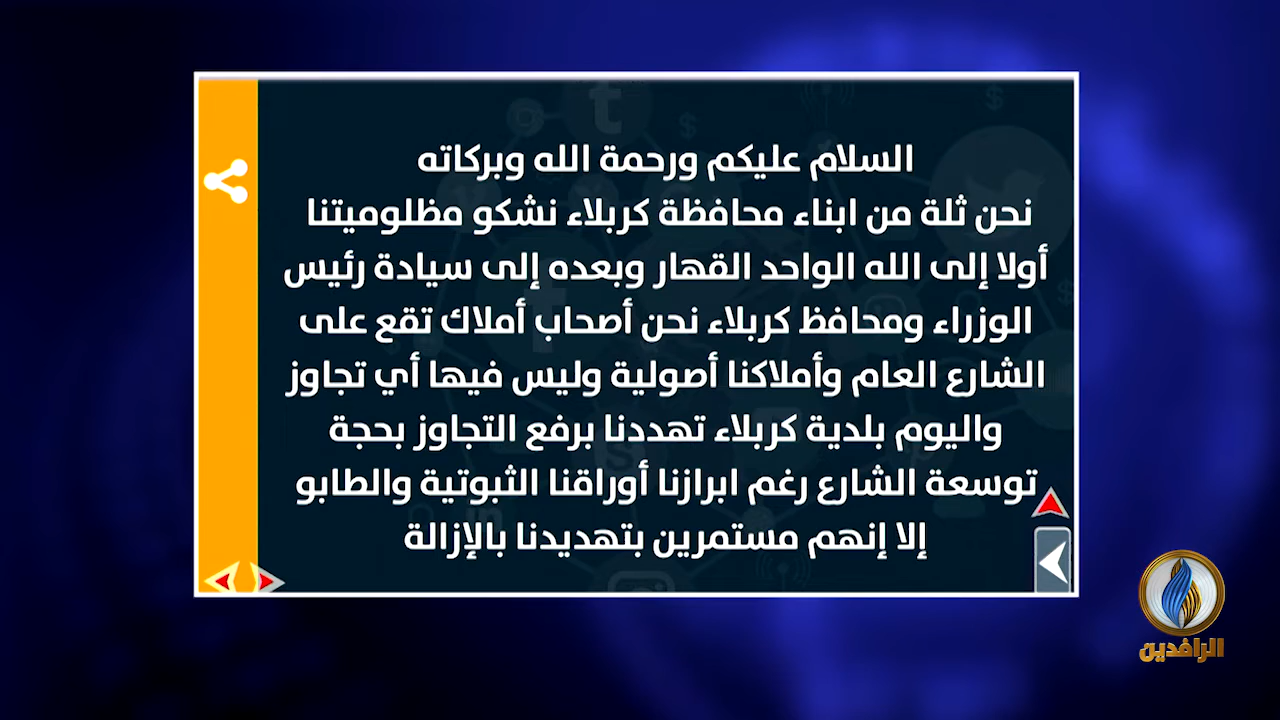 السلام عليكم ورحمة الله وبركاته
نحن ثلة من ابناء محافظة كربلاء نشكو مظلوميتنا
أولا إلى الله الواحد القهار وبعده إلى سيادة رئيس
الوزراء ومحافظ كربلاء نحن أصحاب أملاك تقع على
الشارع العام وأملاكنا أصولية وليس فيها أي تجاوز
واليوم بلدية كربلاء تهددنا برفع التجاوز بحجة
توسعة الشارع رغم ابرازنا أوراقنا الثبوتية والطابو
إلا إنهم مستمرين بتهديدنا بالإزالة
الرافدين